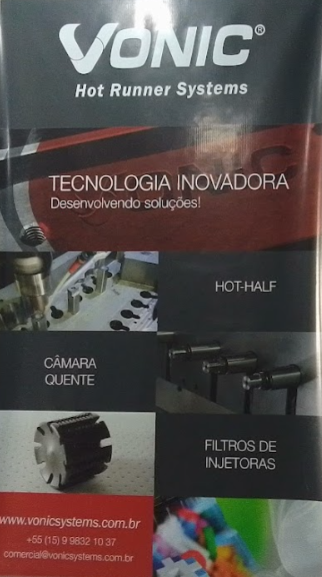 VONIC®
Hot Runner Systems
TECNOLOGIA INOVADORA
Desenvolvendo soluções!
HOT-HALF
CÂMARA
QUENTE
FILTROS DE
INJETORAS
www.vonicsystems.com.br
+55 (15) 9 9832 10 37
comercial@vonicsystems.com.br